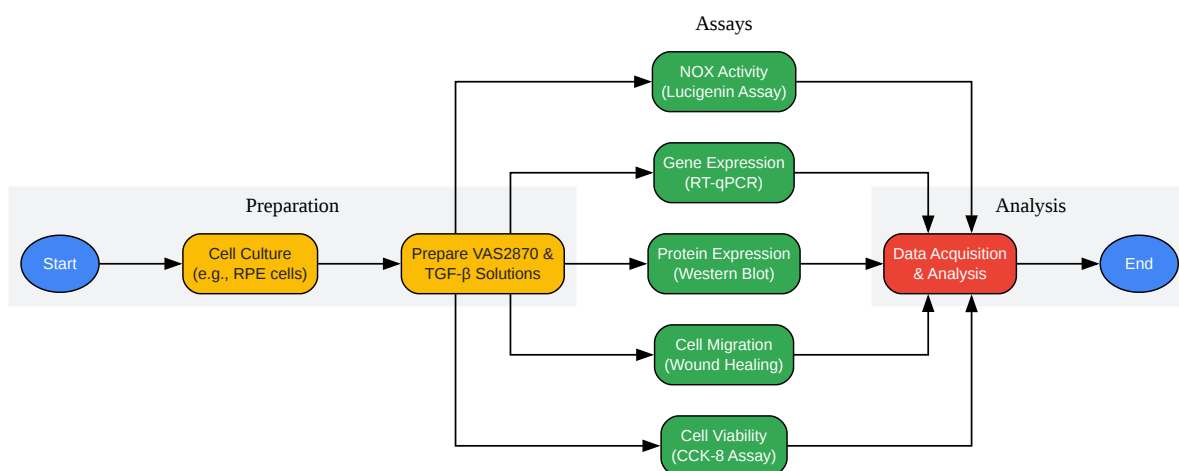 Assays
NOX Activity
(Lucigenin Assay)
Gene Expression
(RT-qPCR)
Preparation
Analysis
Start
Cell Culture
(e.g., RPE cells)
Prepare VAS2870 &
TGF-β Solutions
Protein Expression
(Western Blot)
Data Acquisition
& Analysis
End
Cell Migration
(Wound Healing)
Cell Viability
(CCK-8 Assay)